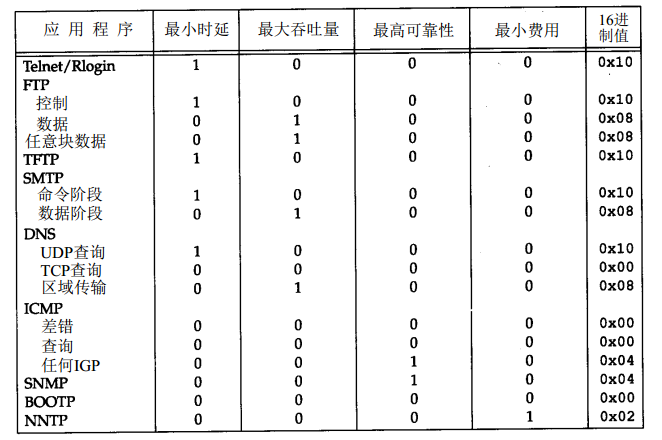 应用程序 最小时延 最大吞吐量 最高可靠性 最小费用 16进制值
Telnet/Rlogin 1 0 0 0 0x10
FTP
控制 1 0 0 0 0x10
数据 0 1 0 0 0x08
任意块数据 0 1 0 0 0x08
TFTP 1 0 0 0 0x10
SMTP
命令阶段 1 0 0 0 0x10
数据阶段 0 1 0 0 0x08
DNS
UDP查询 1 0 0 0 0x10
TCP查询 0 0 0 0 0x00
区域传输 0 1 0 0 0x08
ICMP
差错 0 0 0 0 0x00
查询 0 0 0 0 0x00
任何IGP 0 0 1 0 0x04
SNMP 0 0 1 0 0x04
BOOTP 0 0 0 0 0x00
NNTP 0 0 0 1 0x02